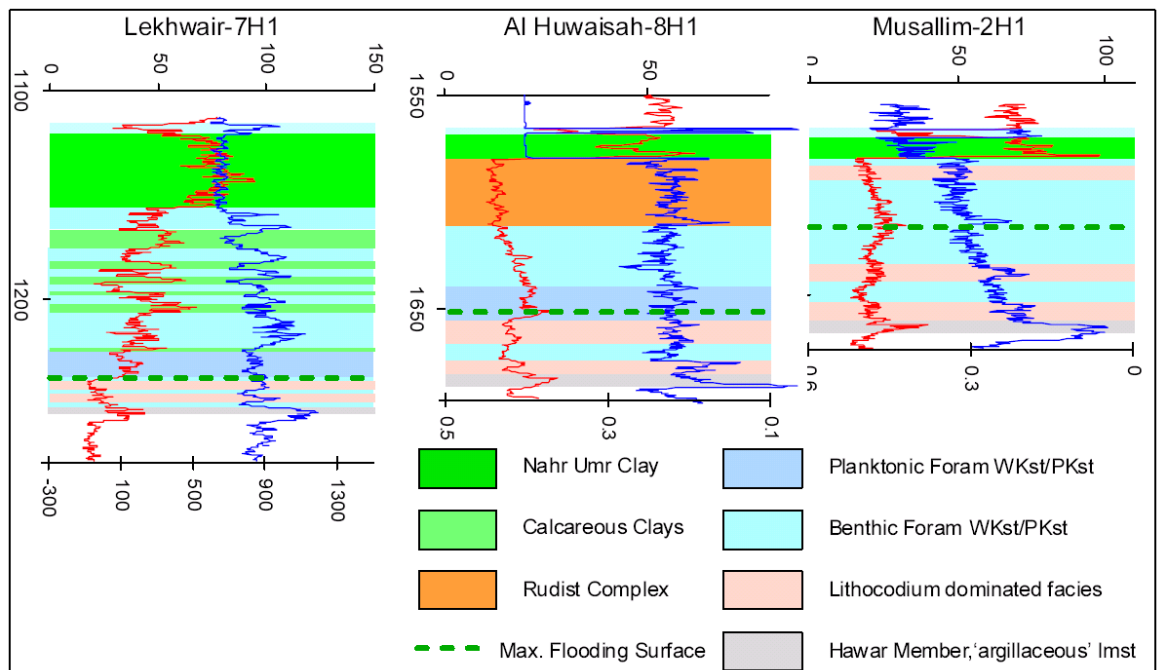 Lekhwair-7H1
Al Huwaisah-8H1
Musallim-2H1
0 50 100 150
0 50
0 50 100
1100
1200
1550
1650
-300 100 500 900 1300
0.5 0.3 0.1
0.6 0.3 0
Nahr Umr Clay
Planktonic Foram WKst/PKst
Calcareous Clays
Benthic Foram WKst/PKst
Rudist Complex
Lithocodium dominated facies
Max. Flooding Surface
Hawar Member,‘argillaceous’ lmst